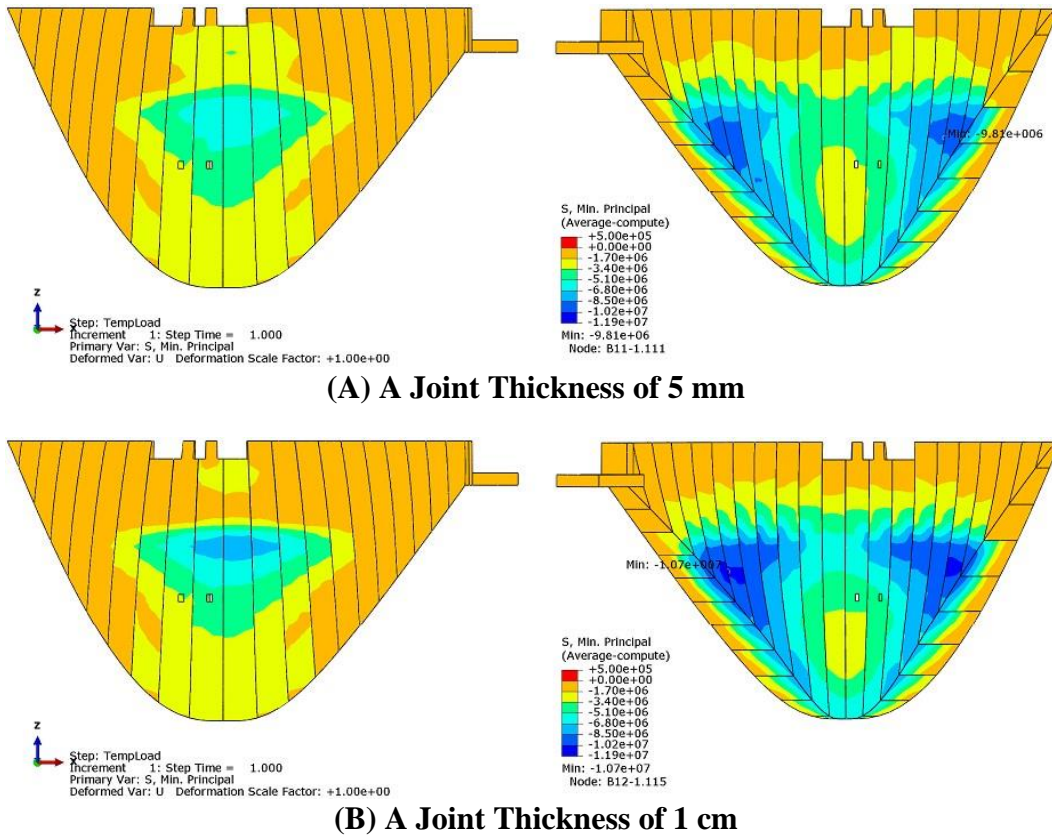 Min: -9.81e+006
S, Min. Principal
(Average-compute)
+5.00e+05
+0.00e+00
-1.70e+06
-3.40e+06
-5.10e+06
-6.80e+06
-8.50e+06
-1.02e+07
-1.19e+07
Min: -9.81e+06
Node: B11-1.111
z
x
Step: TempLoad
Increment 1: Step Time = 1.000
Primary Var: S, Min. Principal
Deformed Var: U Deformation Scale Factor: +1.00e+00
(A) A Joint Thickness of 5 mm
Min: -1.07e+007
S, Min. Principal
(Average-compute)
+5.00e+05
+0.00e+00
-1.70e+06
-3.40e+06
-5.10e+06
-6.80e+06
-8.50e+06
-1.02e+07
-1.19e+07
Min: -1.07e+07
Node: B12-1.115
z
x
Step: TempLoad
Increment 1: Step Time = 1.000
Primary Var: S, Min. Principal
Deformed Var: U Deformation Scale Factor: +1.00e+00
(B) A Joint Thickness of 1 cm